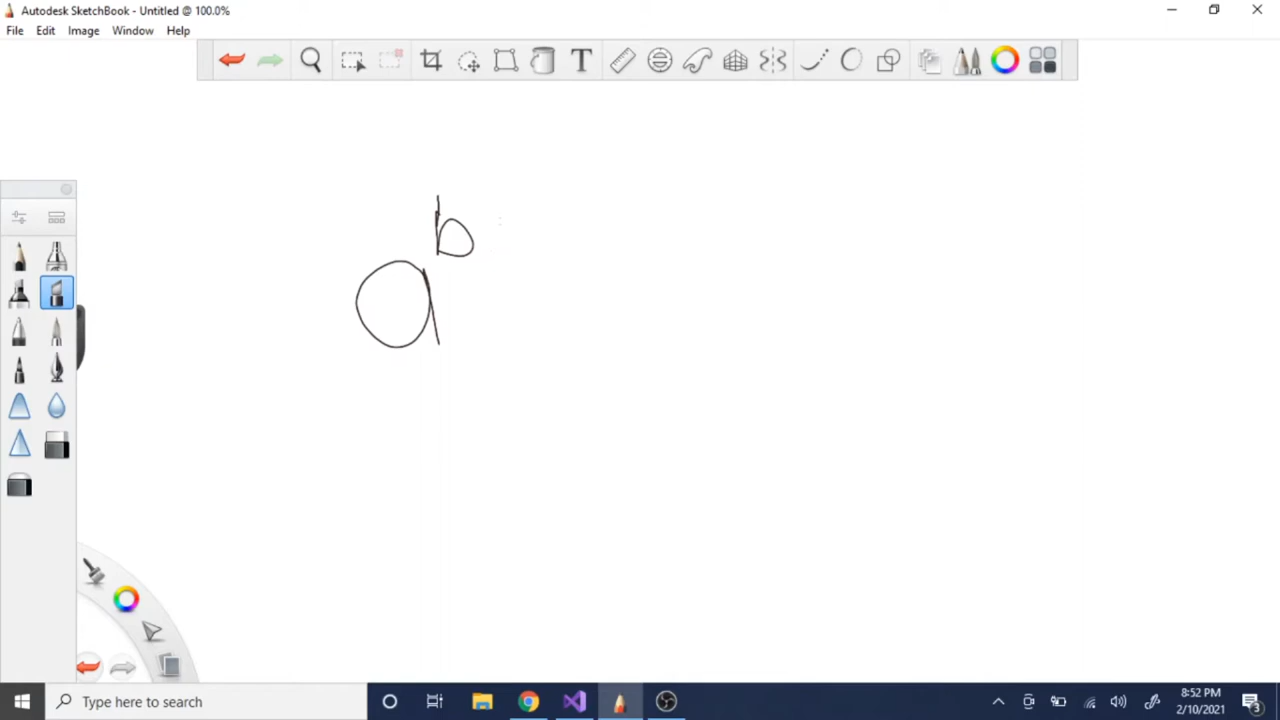 Autodesk SketchBook - Untitled @ 100.0%
File Edit Image Window Help
T
b
a
Type here to search
8:52 PM
2/10/2021
3